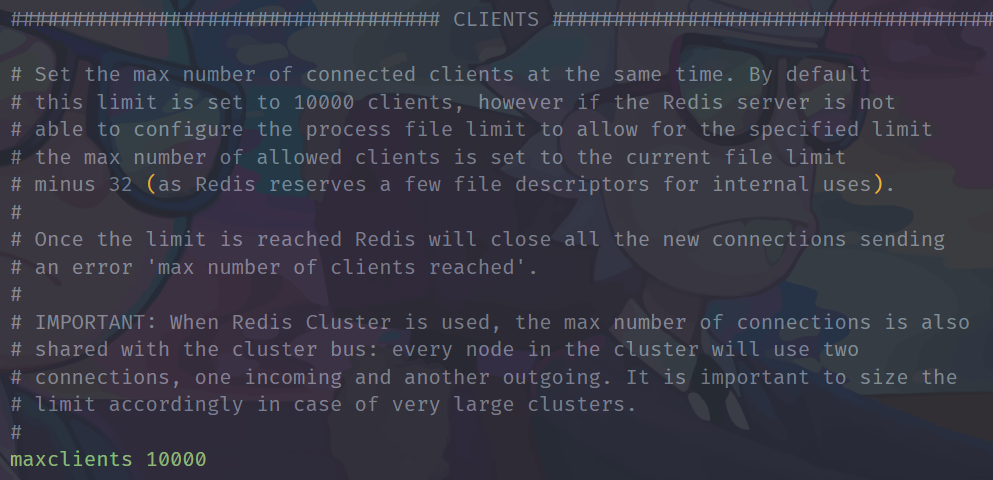 ################################### CLIENTS ####################################
# Set the max number of connected clients at the same time. By default
# this limit is set to 10000 clients, however if the Redis server is not
# able to configure the process file limit to allow for the specified limit
# the max number of allowed clients is set to the current file limit
# minus 32 (as Redis reserves a few file descriptors for internal uses).
#
# Once the limit is reached Redis will close all the new connections sending
# an error 'max number of clients reached'.
#
# IMPORTANT: When Redis Cluster is used, the max number of connections is also
# shared with the cluster bus: every node in the cluster will use two
# connections, one incoming and another outgoing. It is important to size the
# limit accordingly in case of very large clusters.
#
maxclients 10000